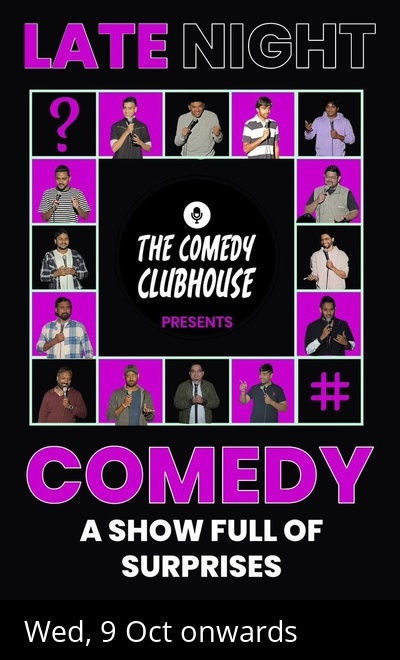 LATE NIGHT
?
THE COMEDY
CLUBHOUSE
PRESENTS
#
COMEDY
A SHOW FULL OF
SURPRISES
Wed, 9 Oct onwards